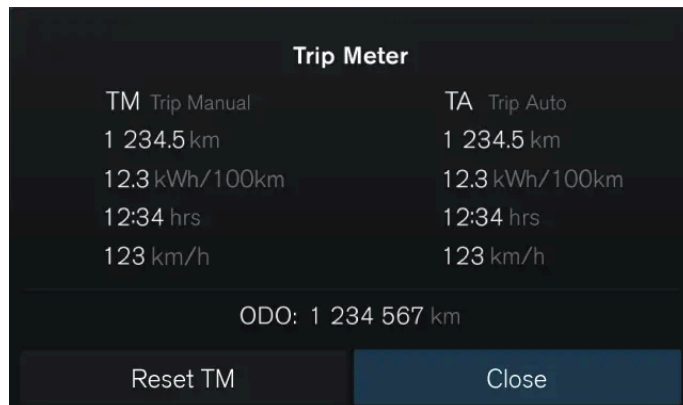 Trip Meter
TM Trip Manual
TA Trip Auto
1 234.5 km
1 234.5 km
12.3 kWh/100km
12.3 kWh/100km
12:34 hrs
12:34 hrs
123 km/h
123 km/h
ODO: 1 234 567 km
Reset TM
Close